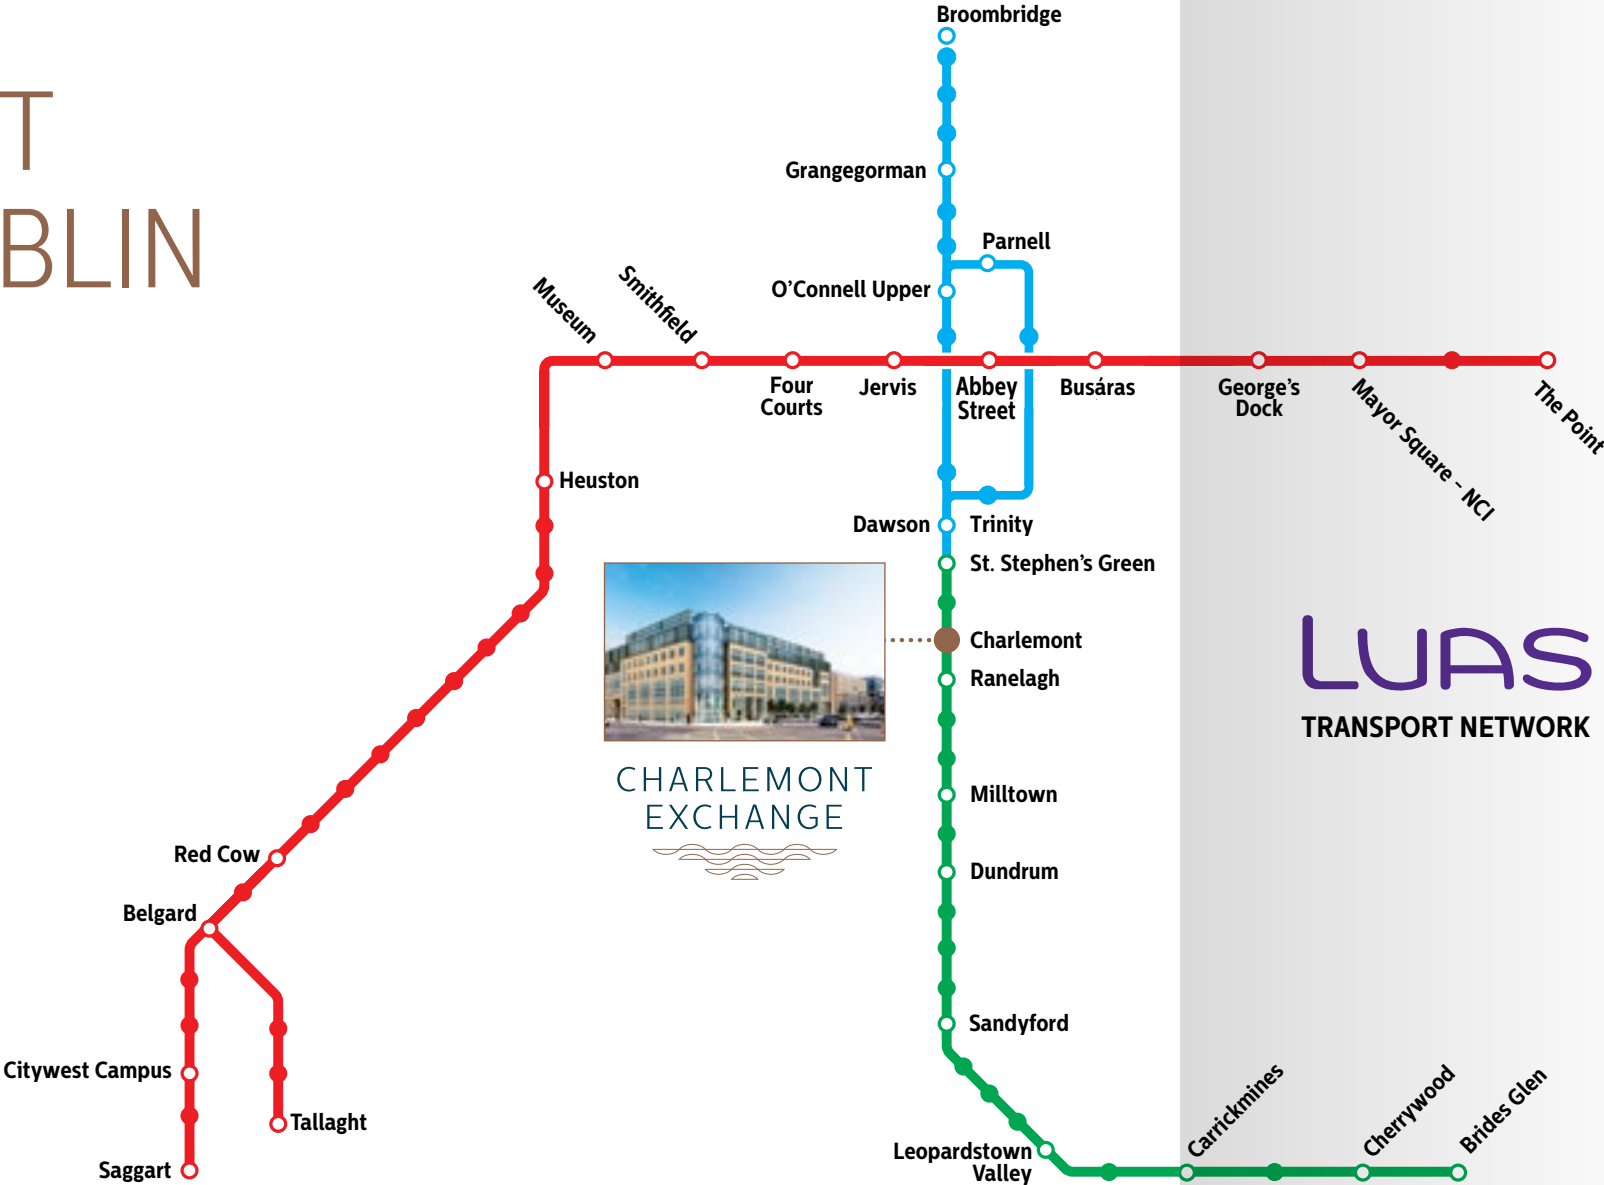 T
BLIN
Broombridge
Grangegorman
Parnell
O'Connell Upper
Museum
Smithfield
Four
Courts
Jervis
Abbey
Street
Busáras
George's
Dock
Mayor Square - NCI
The Point
Heuston
Dawson
Trinity
St. Stephen's Green
Charlemont
Ranelagh
LUAS
TRANSPORT NETWORK
CHARLEMONT
EXCHANGE
Milltown
Dundrum
Red Cow
Belgard
Sandyford
Citywest Campus
Tallaght
Saggart
Leopardstown
Valley
Carrickmines
Cherrywood
Brides Glen